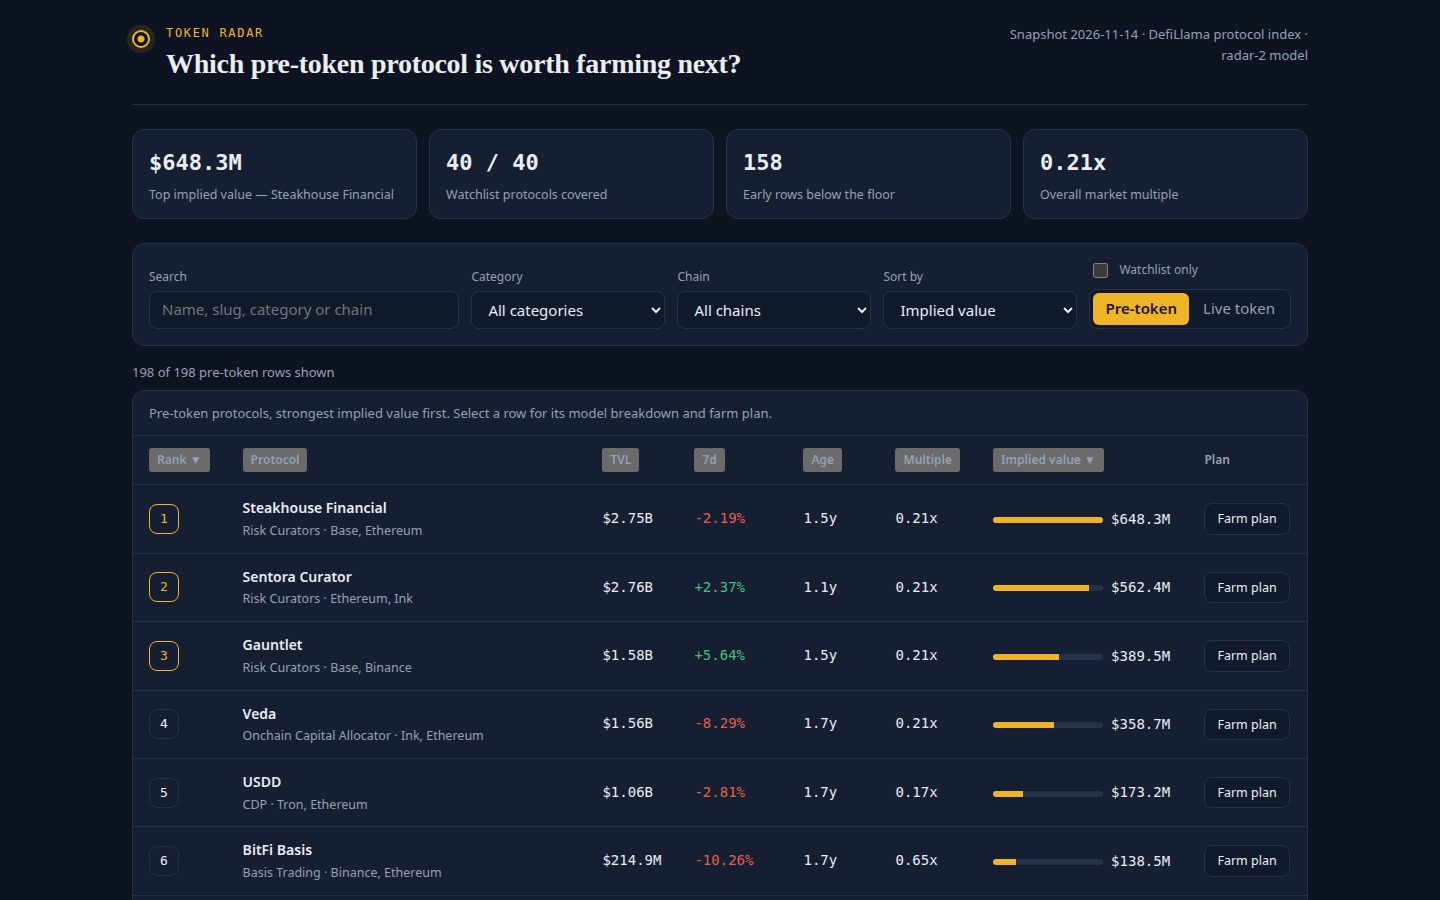 TOKEN RADAR
Which pre-token protocol is worth farming next?
Snapshot 2026-11-14 · DefiLlama protocol index ·
radar-2 model
$648.3M
Top implied value — Steakhouse Financial
40 / 40
Watchlist protocols covered
158
Early rows below the floor
0.21x
Overall market multiple
Search
Name, slug, category or chain
Category
All categories
Chain
All chains
Sort by
Implied value
Watchlist only
Pre-token Live token
198 of 198 pre-token rows shown
Pre-token protocols, strongest implied value first. Select a row for its model breakdown and farm plan.
Rank ▼ Protocol TVL 7d Age Multiple Implied value ▼ Plan
1 Steakhouse Financial $2.75B -2.19% 1.5y 0.21x $648.3M Farm plan
Risk Curators · Base, Ethereum
2 Sentora Curator $2.76B +2.37% 1.1y 0.21x $562.4M Farm plan
Risk Curators · Ethereum, Ink
3 Gauntlet $1.58B +5.64% 1.5y 0.21x $389.5M Farm plan
Risk Curators · Base, Binance
4 Veda $1.56B -8.29% 1.7y 0.21x $358.7M Farm plan
Onchain Capital Allocator · Ink, Ethereum
5 USDD $1.06B -2.81% 1.7y 0.17x $173.2M Farm plan
CDP · Tron, Ethereum
6 BitFi Basis $214.9M -10.26% 1.7y 0.65x $138.5M Farm plan
Basis Trading · Binance, Ethereum